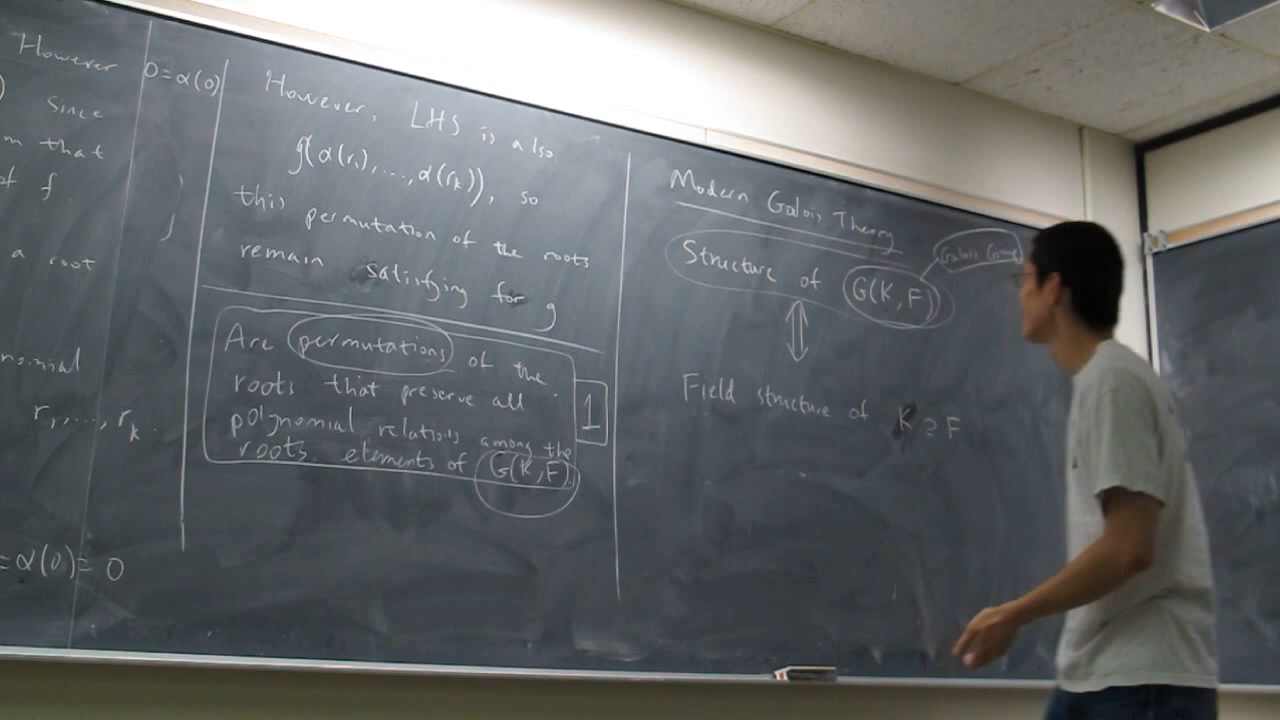 However
) since
m that
of f.
a root
nomial
r₁,...,rₖ.
=α(0)=0
0=α(0)
However, LHS is also
g(α(r₁),...,α(rₖ)), so
this permutation of the roots
remain satisfying for g
Are permutations of the
roots that preserve all
polynomial relations among the
roots. elements of G(K,F).
1
Modern Galois Theory
Structure of G(K,F)
Galois Group
⇕
Field structure of K⊇F